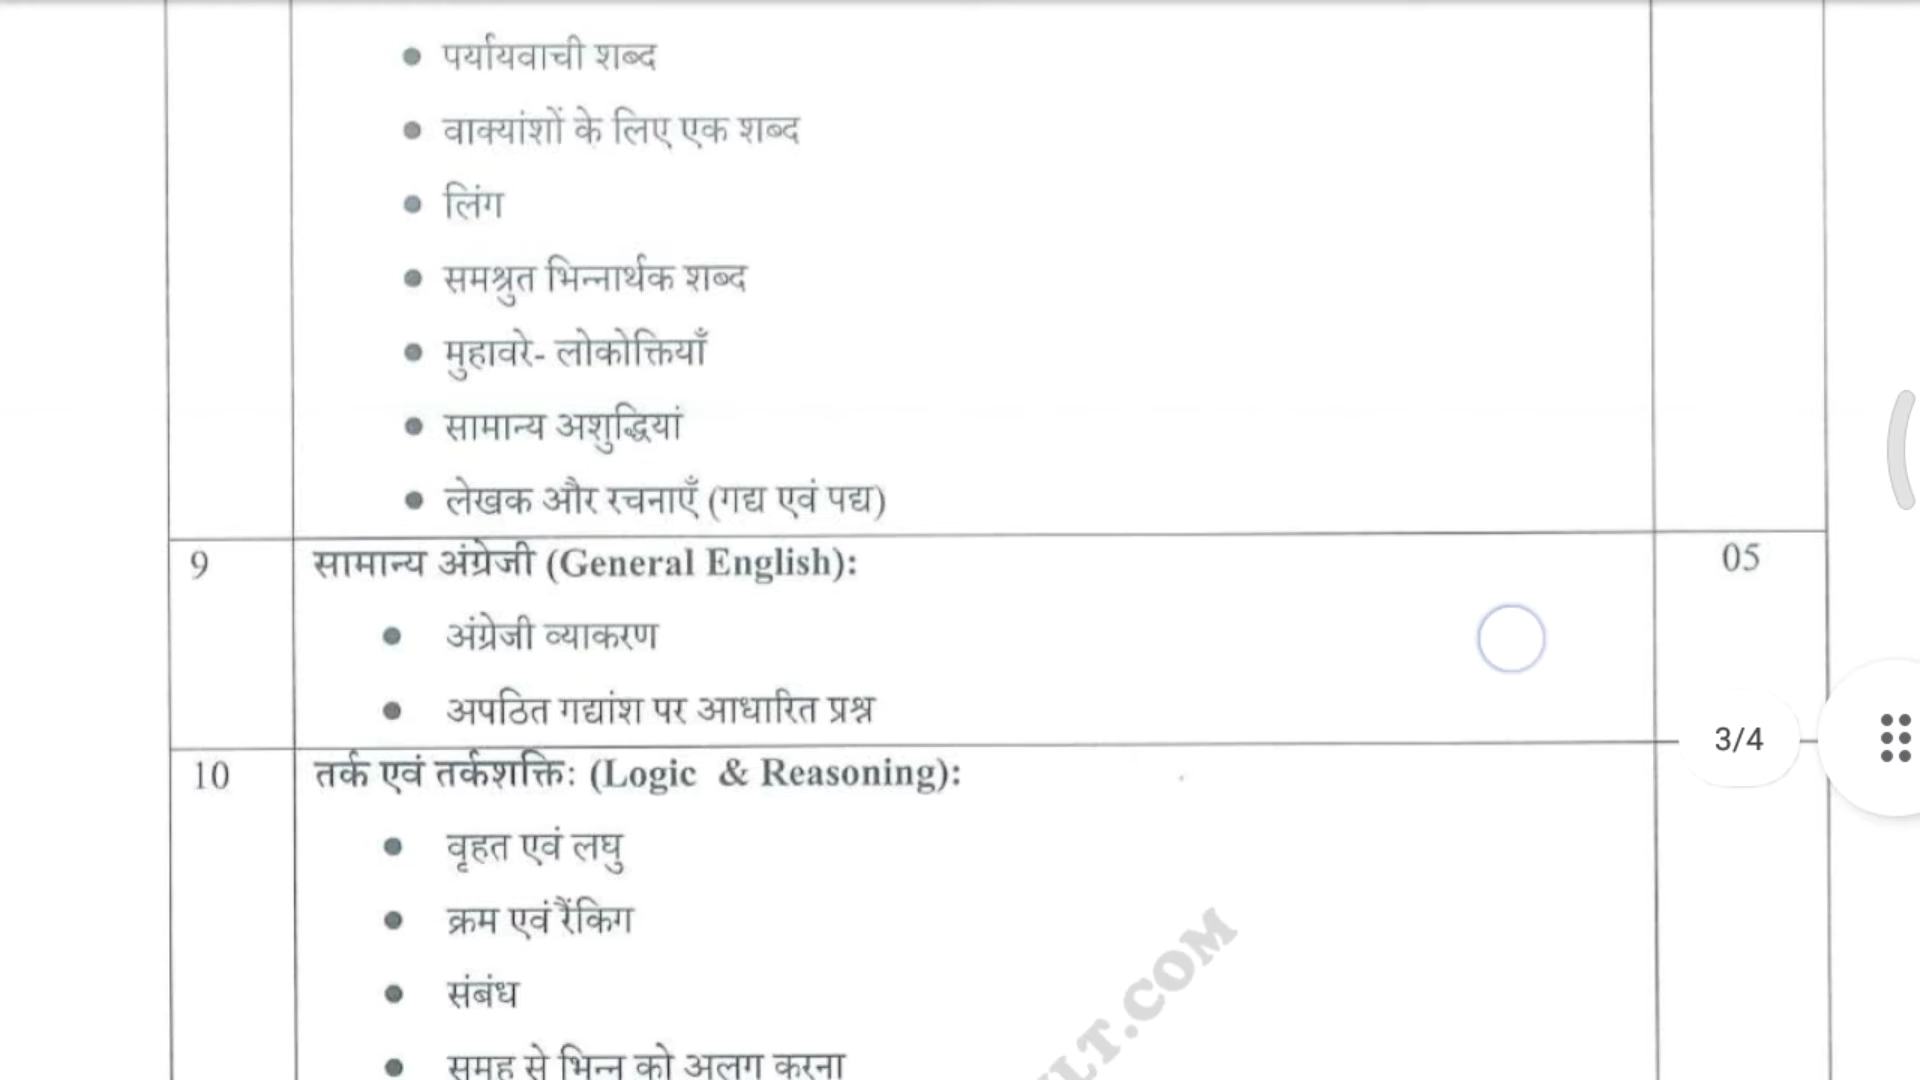 पर्यायवाची शब्द
वाक्यांशों के लिए एक शब्द
लिंग
समश्रुत भिन्नार्थक शब्द
मुहावरे- लोकोक्तियाँ
सामान्य अशुद्धियां
लेखक और रचनाएँ (गद्य एवं पद्य)
9 सामान्य अंग्रेजी (General English): 05
अंग्रेजी व्याकरण
अपठित गद्यांश पर आधारित प्रश्न
3/4
10 तर्क एवं तर्कशक्ति: (Logic & Reasoning):
वृहत एवं लघु
क्रम एवं रैंकिग
संबंध
समूह से भिन्न को अलग करना
LT.COM